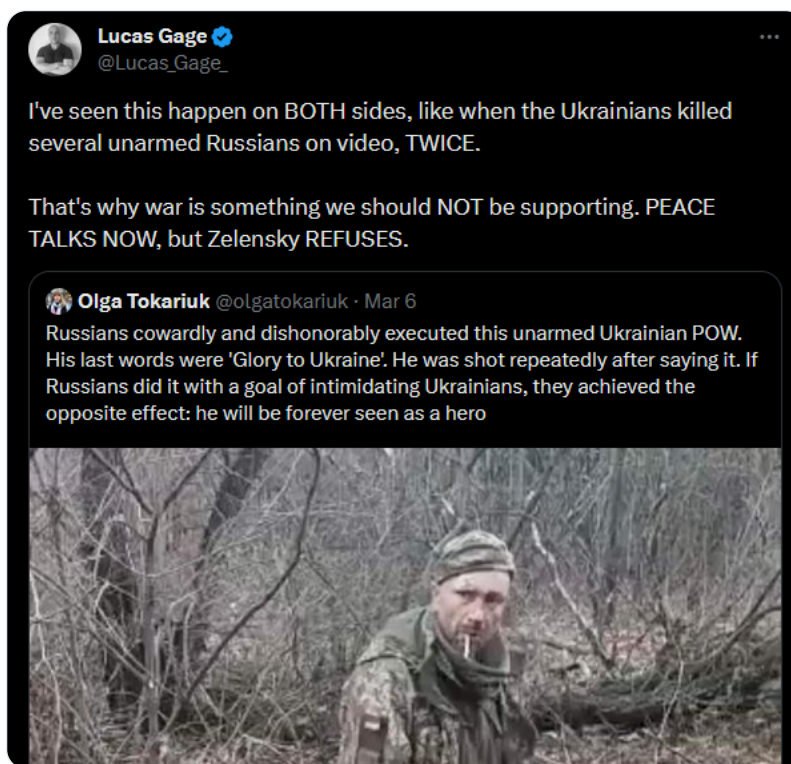 Lucas Gage
@Lucas_Gage_
I've seen this happen on BOTH sides, like when the Ukrainians killed
several unarmed Russians on video, TWICE.
That's why war is something we should NOT be supporting. PEACE
TALKS NOW, but Zelensky REFUSES.
Olga Tokariuk @olgatokariuk · Mar 6
Russians cowardly and dishonorably executed this unarmed Ukrainian POW.
His last words were 'Glory to Ukraine'. He was shot repeatedly after saying it. If
Russians did it with a goal of intimidating Ukrainians, they achieved the
opposite effect: he will be forever seen as a hero